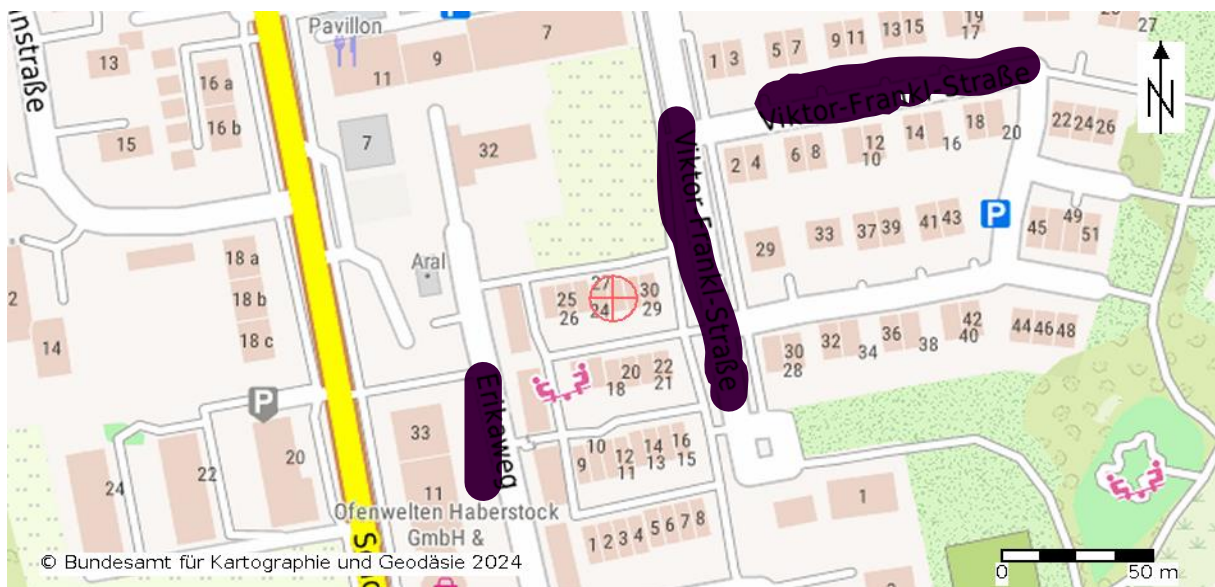 nstraße
Pavillon
7
9
11
13
16 a
16 b
15
7
32
1 3
5 7
9 11
13 15
19
17
27
Viktor-Frankl-Straße
Viktor-Frankl-Straße
N
2 4
6 8
12
10
14
16
18
20
22 24 26
P
29
33
37 39
41 43
45
49
51
18 a
18 b
18 c
Aral
14
25
26
27
24
30
29
30
28
32
34
36
38
42
40
44 46 48
20
18
22
21
P
Erikaweg
33
11
22
20
24
9
10
12
11
14
13
16
15
1 2 3 4 5 6 7 8
1
Ofenwelten Haberstock
GmbH &
© Bundesamt für Kartographie und Geodäsie 2024
0 50 m